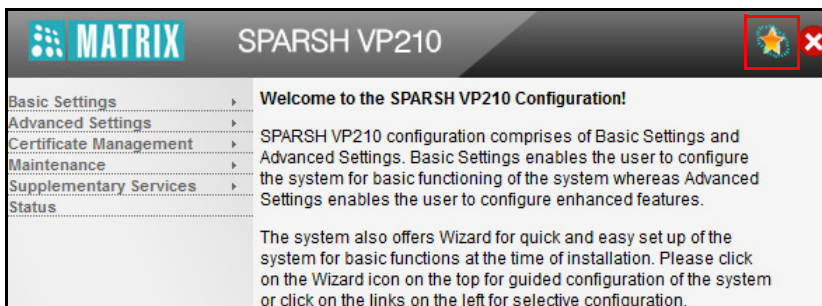 MATRIX
SPARSH VP210
Basic Settings
Advanced Settings
Certificate Management
Maintenance
Supplementary Services
Status
Welcome to the SPARSH VP210 Configuration!
SPARSH VP210 configuration comprises of Basic Settings and
Advanced Settings. Basic Settings enables the user to configure
the system for basic functioning of the system whereas Advanced
Settings enables the user to configure enhanced features.
The system also offers Wizard for quick and easy set up of the
system for basic functions at the time of installation. Please click
on the Wizard icon on the top for guided configuration of the system
or click on the links on the left for selective configuration.